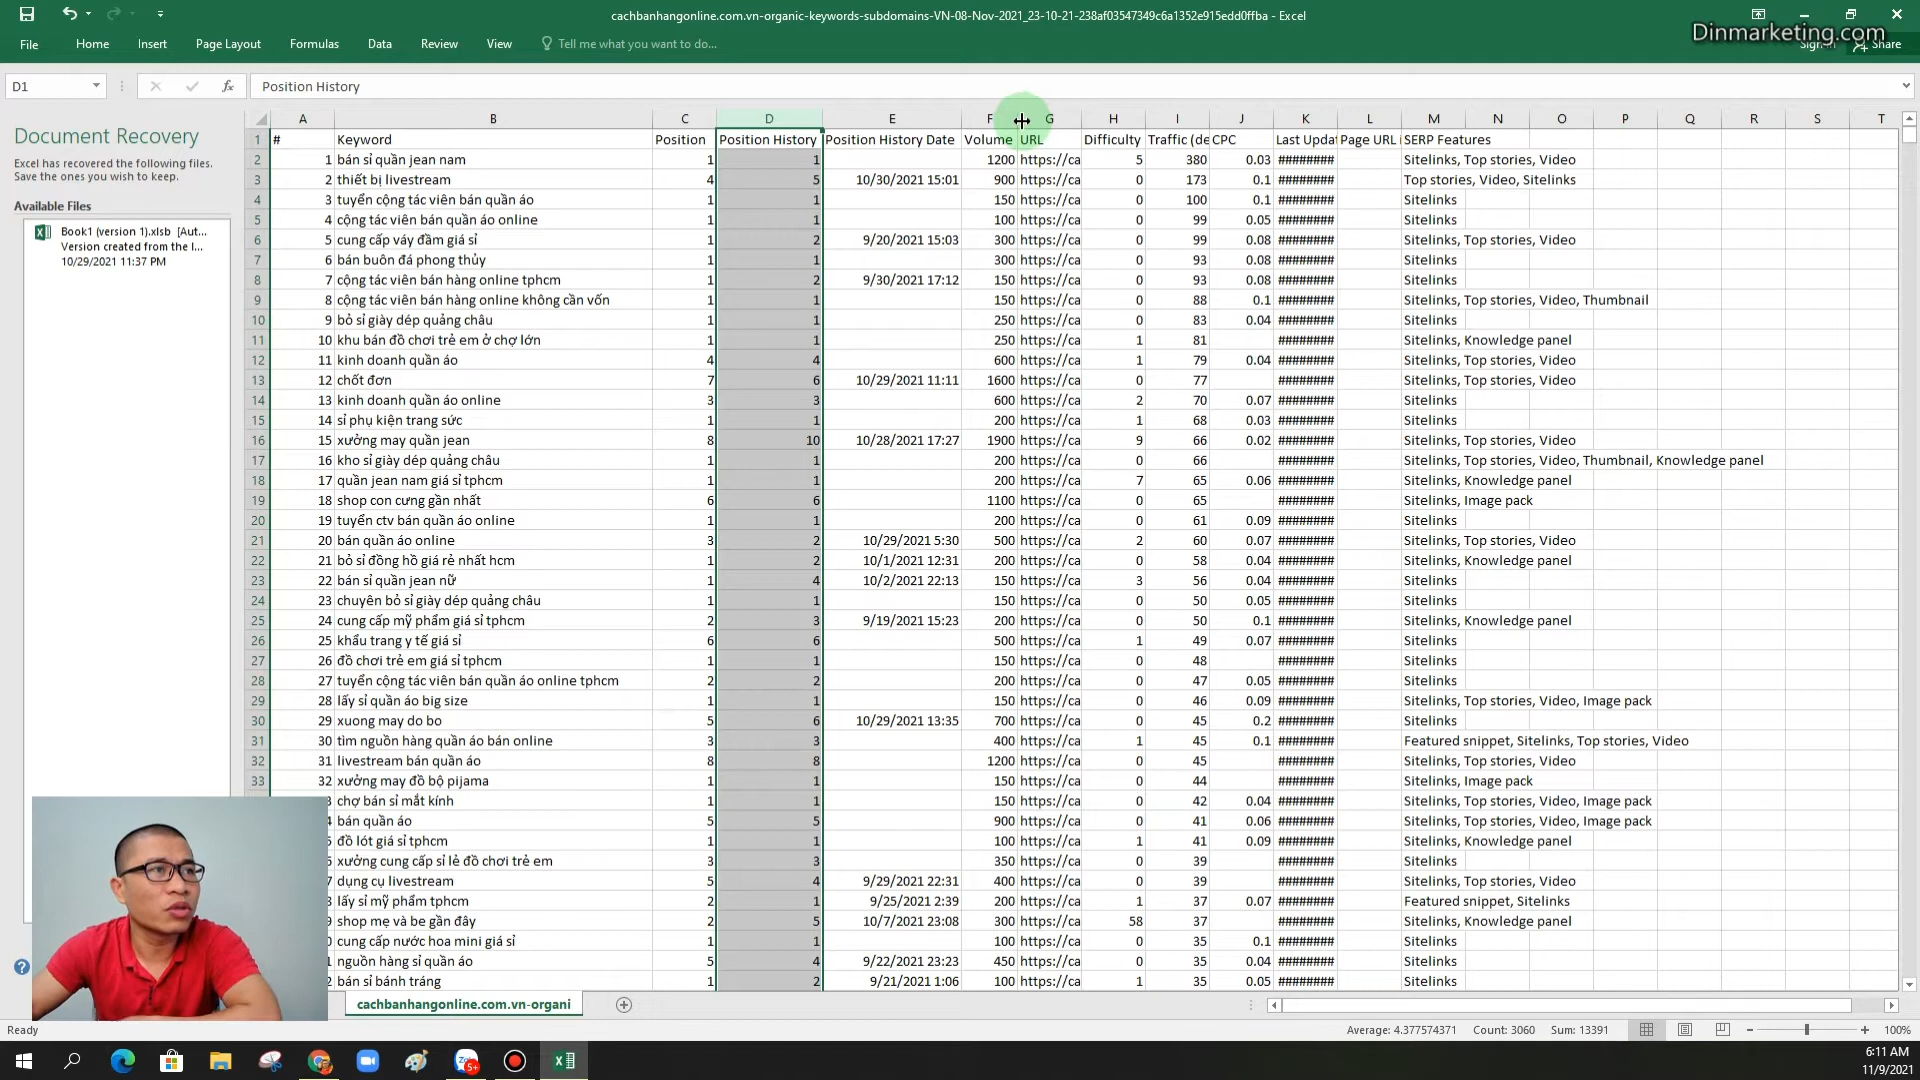 cachbanhangonline.com.vn-organic-keywords-subdomains-VN-08-Nov-2021_23-10-21-238af03547349c6a1352e915edd0ffba - Excel
Dinmarketing.com
File Home Insert Page Layout Formulas Data Review View Tell me what you want to do... Sign in Share
D1 fx Position History
Document Recovery
Excel has recovered the following files.
Save the ones you wish to keep.
Available Files
Book1 (version 1).xlsb [Aut...
Version created from the l...
10/29/2021 11:37 PM
A B C D E F G H I J K L M N O P Q R S T
1 # Keyword Position Position History Position History Date Volume URL Difficulty Traffic (de CPC Last Updat Page URL i SERP Features
2 1 bán sỉ quần jean nam 1 1 1200 https://ca 5 380 0.03 ######## Sitelinks, Top stories, Video
3 2 thiết bị livestream 4 5 10/30/2021 15:01 900 https://ca 0 173 0.1 ######## Top stories, Video, Sitelinks
4 3 tuyển cộng tác viên bán quần áo 1 1 150 https://ca 0 100 0.1 ######## Sitelinks
5 4 cộng tác viên bán quần áo online 1 1 100 https://ca 0 99 0.05 ######## Sitelinks
6 5 cung cấp váy đầm giá sỉ 1 2 9/20/2021 15:03 300 https://ca 0 99 0.08 ######## Sitelinks, Top stories, Video
7 6 bán buôn đá phong thủy 1 1 300 https://ca 0 93 0.08 ######## Sitelinks
8 7 cộng tác viên bán hàng online tphcm 1 2 9/30/2021 17:12 150 https://ca 0 93 0.08 ######## Sitelinks
9 8 cộng tác viên bán hàng online không cần vốn 1 1 150 https://ca 0 88 0.1 ######## Sitelinks, Top stories, Video, Thumbnail
10 9 bỏ sỉ giày dép quảng châu 1 1 250 https://ca 0 83 0.04 ######## Sitelinks
11 10 khu bán đồ chơi trẻ em ở chợ lớn 1 1 250 https://ca 1 81 ######## Sitelinks, Knowledge panel
12 11 kinh doanh quần áo 4 4 600 https://ca 1 79 0.04 ######## Sitelinks, Top stories, Video
13 12 chốt đơn 7 6 10/29/2021 11:11 1600 https://ca 0 77 ######## Sitelinks, Top stories, Video
14 13 kinh doanh quần áo online 3 3 600 https://ca 2 70 0.07 ######## Sitelinks
15 14 sỉ phụ kiện trang sức 1 1 200 https://ca 1 68 0.03 ######## Sitelinks
16 15 xưởng may quần jean 8 10 10/28/2021 17:27 1900 https://ca 9 66 0.02 ######## Sitelinks, Top stories, Video
17 16 kho sỉ giày dép quảng châu 1 1 200 https://ca 0 66 ######## Sitelinks, Top stories, Video, Thumbnail, Knowledge panel
18 17 quần jean nam giá sỉ tphcm 1 1 200 https://ca 7 65 0.06 ######## Sitelinks, Knowledge panel
19 18 shop con cưng gần nhất 6 6 1100 https://ca 0 65 ######## Sitelinks, Image pack
20 19 tuyển ctv bán quần áo online 1 1 200 https://ca 0 61 0.09 ######## Sitelinks
21 20 bán quần áo online 3 2 10/29/2021 5:30 500 https://ca 2 60 0.07 ######## Sitelinks, Top stories, Video
22 21 bỏ sỉ đồng hồ giá rẻ nhất hcm 1 2 10/1/2021 12:31 200 https://ca 0 58 0.04 ######## Sitelinks, Knowledge panel
23 22 bán sỉ quần jean nữ 1 4 10/2/2021 22:13 150 https://ca 3 56 0.04 ######## Sitelinks
24 23 chuyên bỏ sỉ giày dép quảng châu 1 1 150 https://ca 0 50 0.05 ######## Sitelinks
25 24 cung cấp mỹ phẩm giá sỉ tphcm 2 3 9/19/2021 15:23 200 https://ca 0 50 0.1 ######## Sitelinks, Knowledge panel
26 25 khẩu trang y tế giá sỉ 6 6 500 https://ca 1 49 0.07 ######## Sitelinks
27 26 đồ chơi trẻ em giá sỉ tphcm 1 1 150 https://ca 0 48 ######## Sitelinks
28 27 tuyển cộng tác viên bán quần áo online tphcm 2 2 200 https://ca 0 47 0.05 ######## Sitelinks
29 28 lấy sỉ quần áo big size 1 1 150 https://ca 0 46 0.09 ######## Sitelinks, Top stories, Video, Image pack
30 29 xuong may do bo 5 6 10/29/2021 13:35 700 https://ca 0 45 0.2 ######## Sitelinks
31 30 tìm nguồn hàng quần áo bán online 3 3 400 https://ca 1 45 0.1 ######## Featured snippet, Sitelinks, Top stories, Video
32 31 livestream bán quần áo 8 8 1200 https://ca 0 45 ######## Sitelinks, Top stories, Video
33 32 xưởng may đồ bộ pijama 1 1 150 https://ca 0 44 ######## Sitelinks, Image pack
3 chợ bán sỉ mắt kính 1 1 150 https://ca 0 42 0.04 ######## Sitelinks, Top stories, Video, Image pack
4 bán quần áo 5 5 900 https://ca 0 41 0.06 ######## Sitelinks, Top stories, Video, Image pack
5 đồ lót giá sỉ tphcm 1 1 100 https://ca 1 41 0.09 ######## Sitelinks, Knowledge panel
6 xưởng cung cấp sỉ lẻ đồ chơi trẻ em 3 3 350 https://ca 0 39 ######## Sitelinks
7 dụng cụ livestream 5 4 9/29/2021 22:31 400 https://ca 0 39 ######## Sitelinks, Top stories, Video
8 lấy sỉ mỹ phẩm tphcm 2 1 9/25/2021 2:39 200 https://ca 1 37 0.07 ######## Featured snippet, Sitelinks
9 shop mẹ và be gần đây 2 5 10/7/2021 23:08 300 https://ca 58 37 ######## Sitelinks, Knowledge panel
0 cung cấp nước hoa mini giá sỉ 1 1 100 https://ca 0 35 0.1 ######## Sitelinks
1 nguồn hàng sỉ quần áo 5 4 9/22/2021 23:23 450 https://ca 0 35 0.04 ######## Sitelinks
2 bán sỉ bánh tráng 1 2 9/21/2021 1:06 100 https://ca 1 35 0.05 ######## Sitelinks
cachbanhangonline.com.vn-organi
Ready Average: 4.377574371 Count: 3060 Sum: 13391 100%
Zalo 5+
6:11 AM
11/9/2021